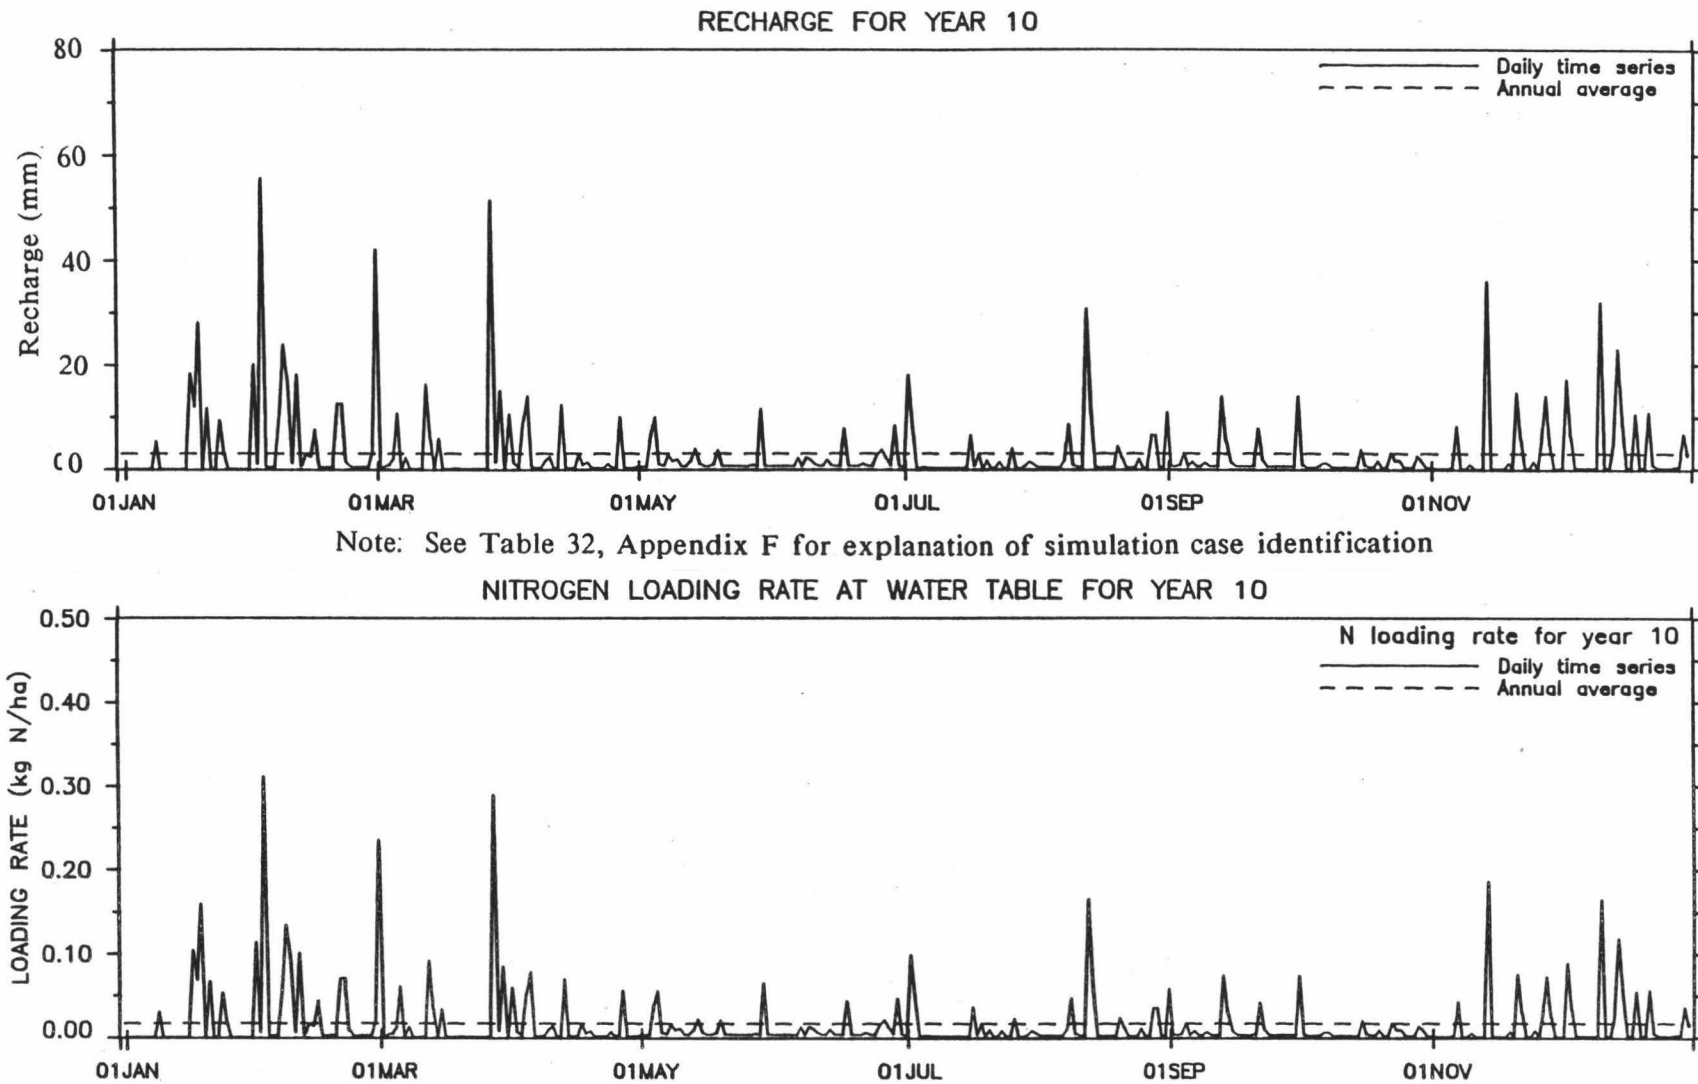 RECHARGE FOR YEAR 10
80
60
40
20
C0
Recharge (mm)
Daily time series
Annual average
01JAN 01MAR 01MAY 01JUL 01SEP 01NOV
Note: See Table 32, Appendix F for explanation of simulation case identification
NITROGEN LOADING RATE AT WATER TABLE FOR YEAR 10
0.50
0.40
0.30
0.20
0.10
0.00
LOADING RATE (kg N/ha)
N loading rate for year 10
Daily time series
Annual average
01JAN 01MAR 01MAY 01JUL 01SEP 01NOV